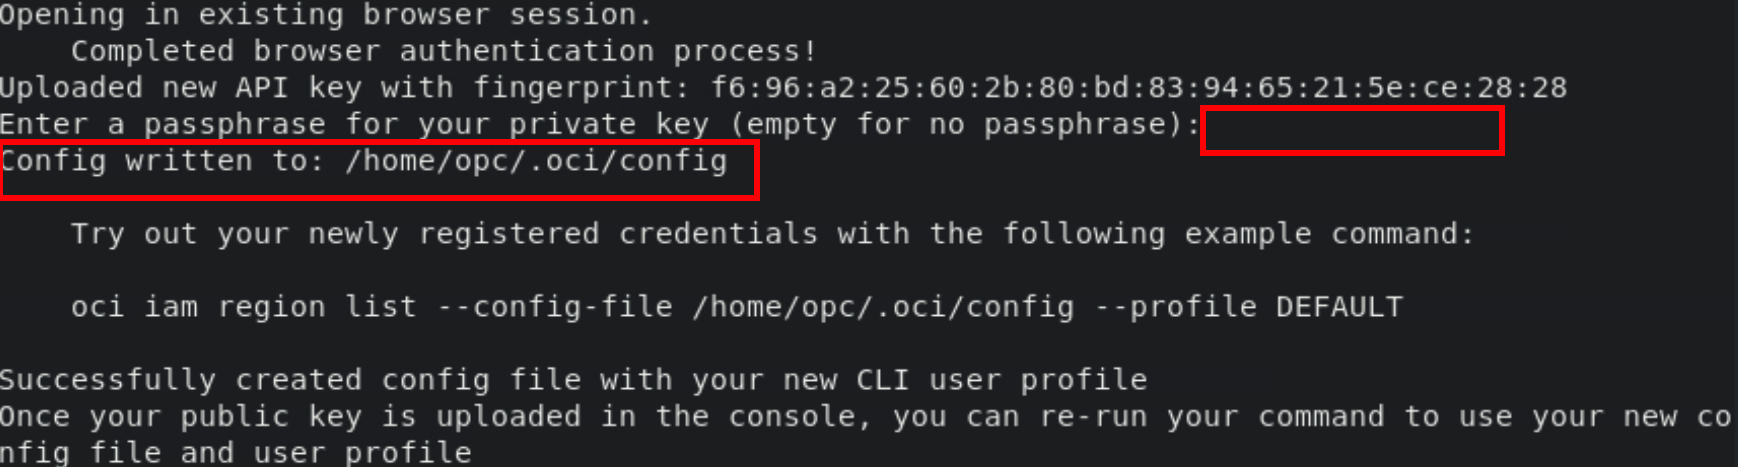 Opening in existing browser session.
Completed browser authentication process!
Uploaded new API key with fingerprint: f6:96:a2:25:60:2b:80:bd:83:94:65:21:5e:ce:28:28
Enter a passphrase for your private key (empty for no passphrase):
Config written to: /home/opc/.oci/config
Try out your newly registered credentials with the following example command:
oci iam region list --config-file /home/opc/.oci/config --profile DEFAULT
Successfully created config file with your new CLI user profile
Once your public key is uploaded in the console, you can re-run your command to use your new co
nfig file and user profile